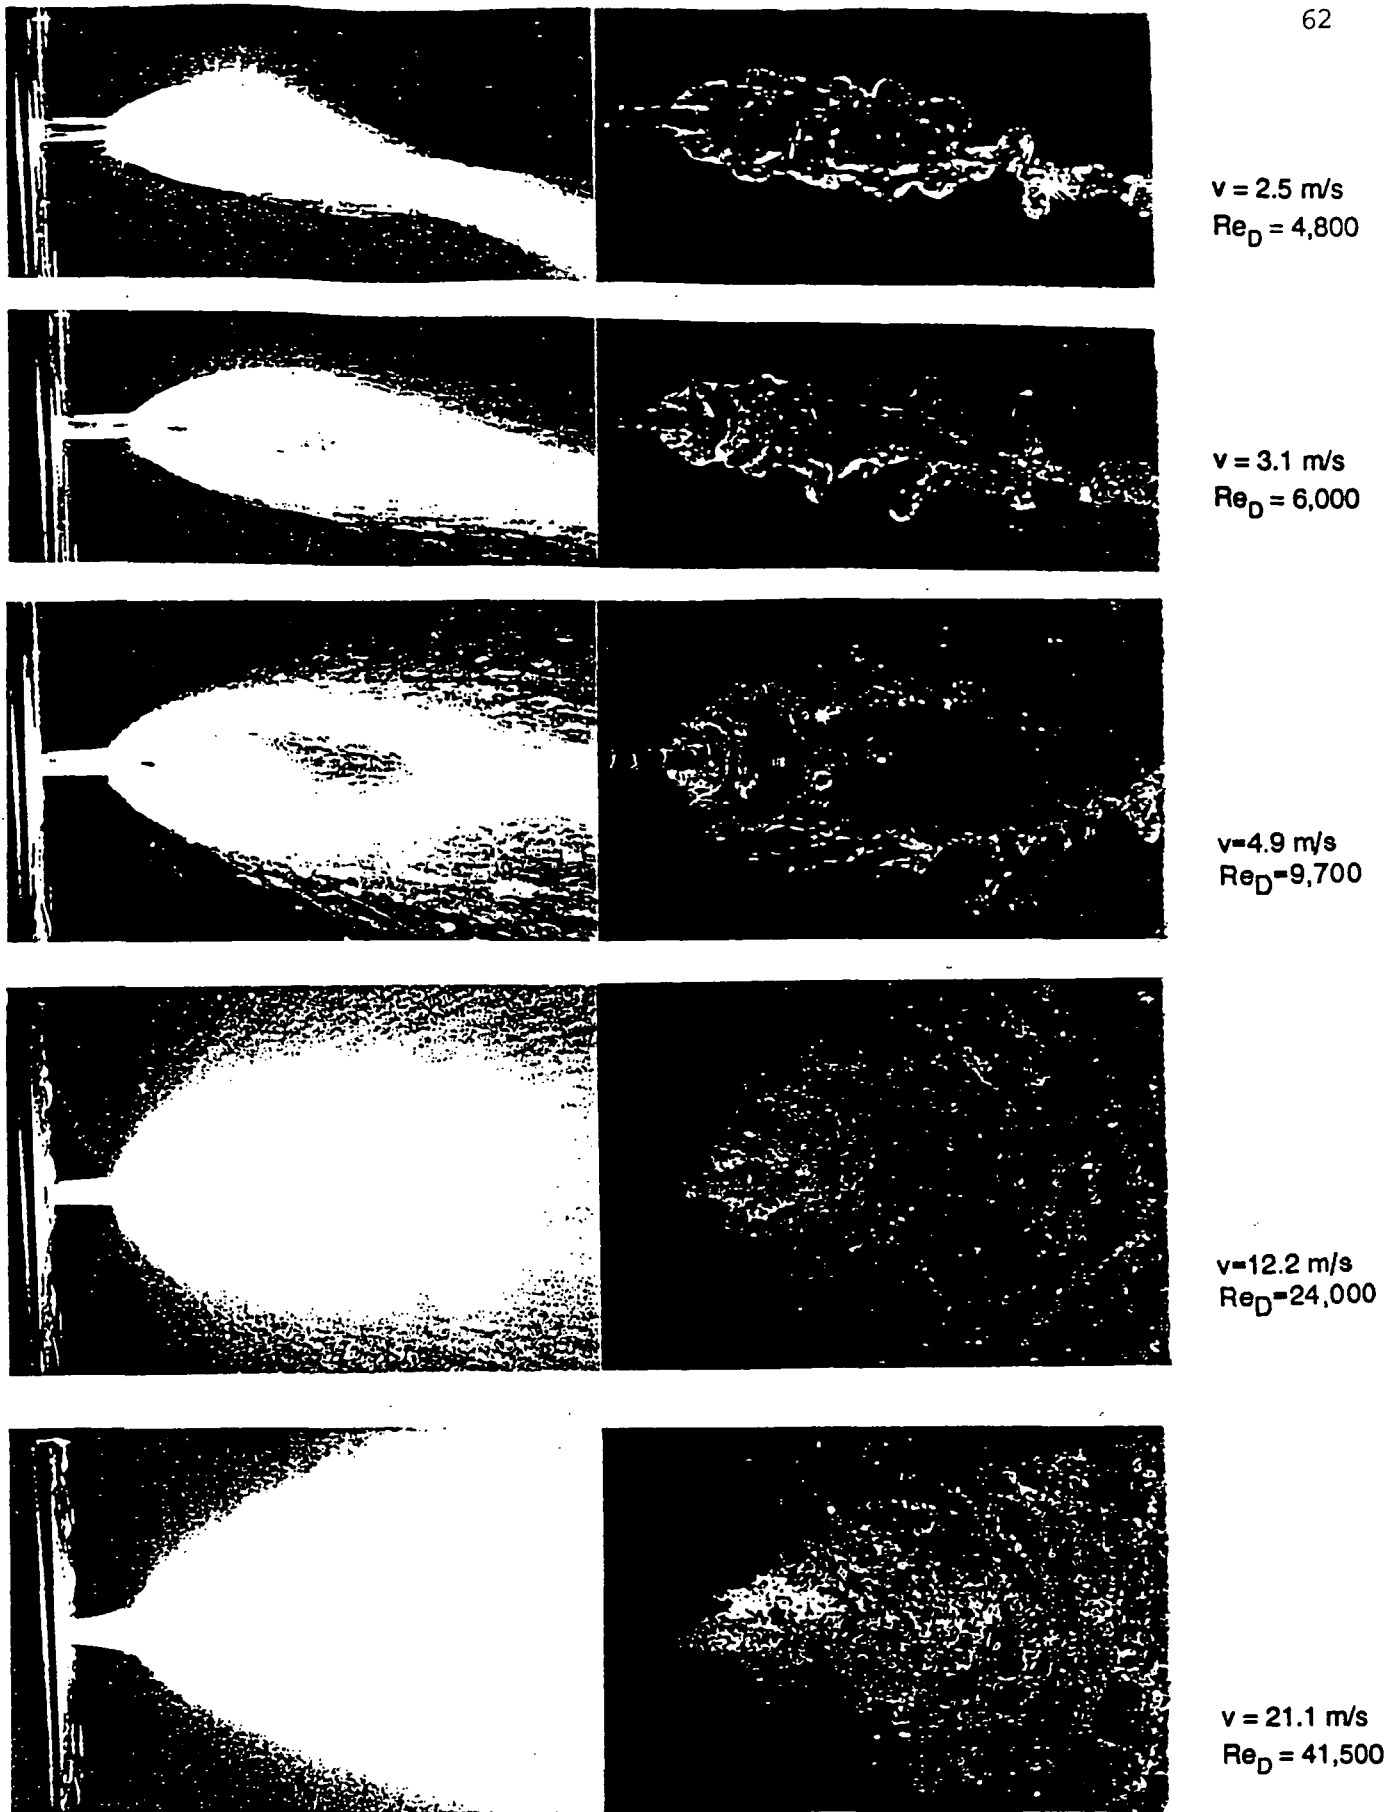 62
v = 2.5 m/s
Re_D = 4,800
v = 3.1 m/s
Re_D = 6,000
v=4.9 m/s
Re_D=9,700
v=12.2 m/s
Re_D=24,000
v = 21.1 m/s
Re_D = 41,500